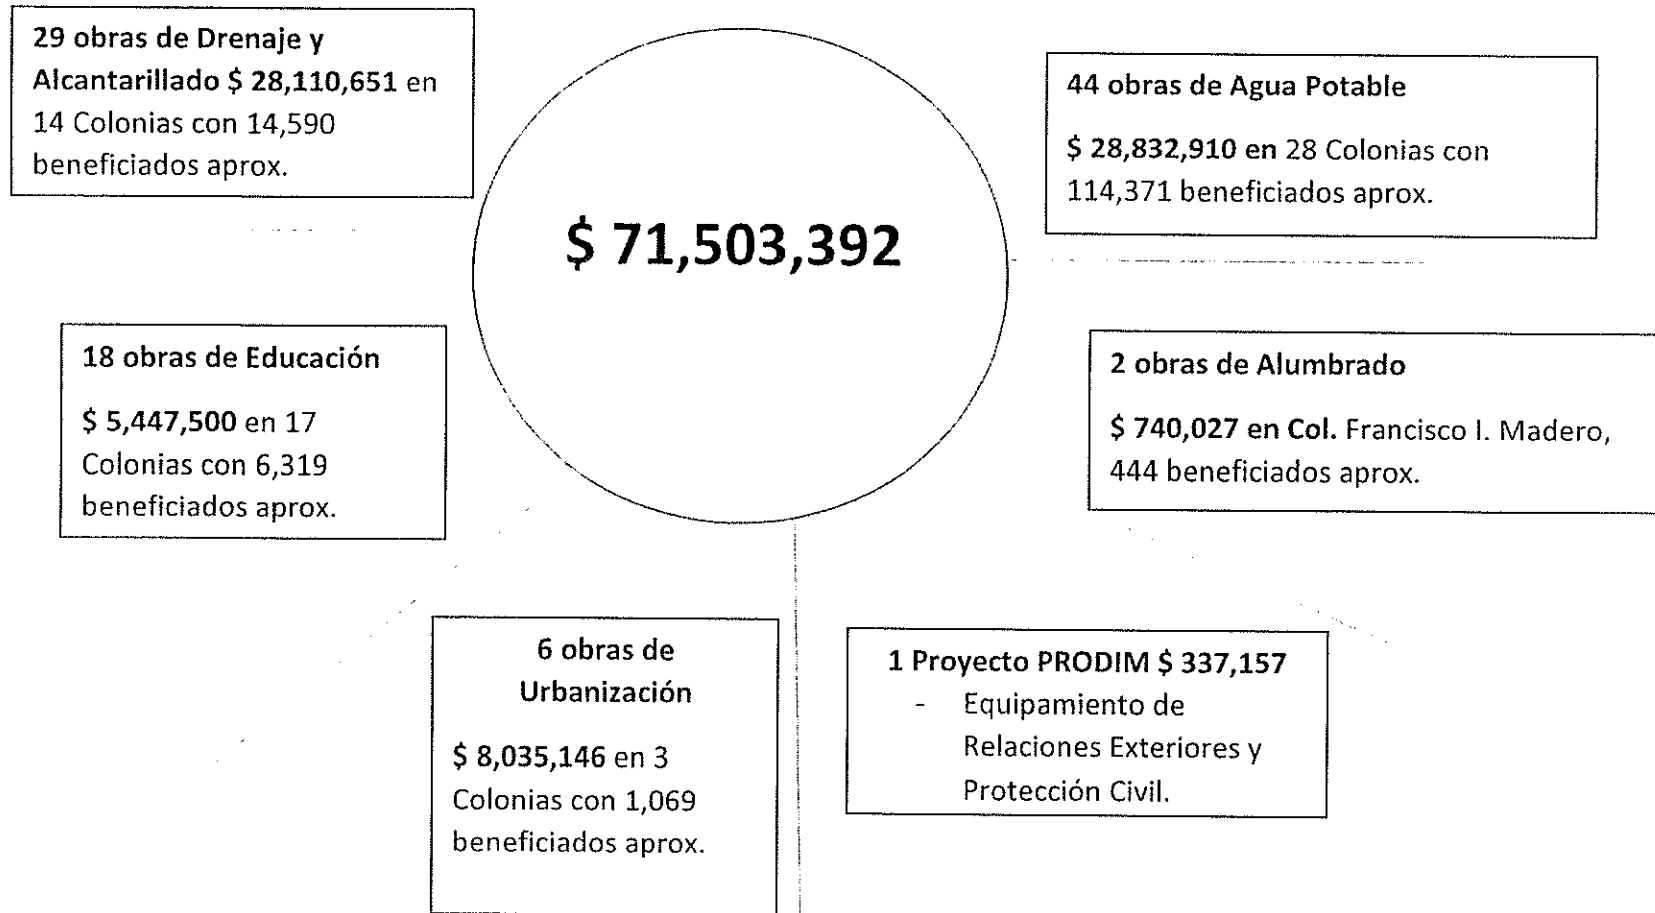 29 obras de Drenaje y
Alcantarillado $ 28,110,651 en
14 Colonias con 14,590
beneficiados aprox.
44 obras de Agua Potable
$ 28,832,910 en 28 Colonias con
114,371 beneficiados aprox.
$ 71,503,392
18 obras de Educación
$ 5,447,500 en 17
Colonias con 6,319
beneficiados aprox.
2 obras de Alumbrado
$ 740,027 en Col. Francisco I. Madero,
444 beneficiados aprox.
6 obras de
Urbanización
$ 8,035,146 en 3
Colonias con 1,069
beneficiados aprox.
1 Proyecto PRODIM $ 337,157
- Equipamiento de
Relaciones Exteriores y
Protección Civil.